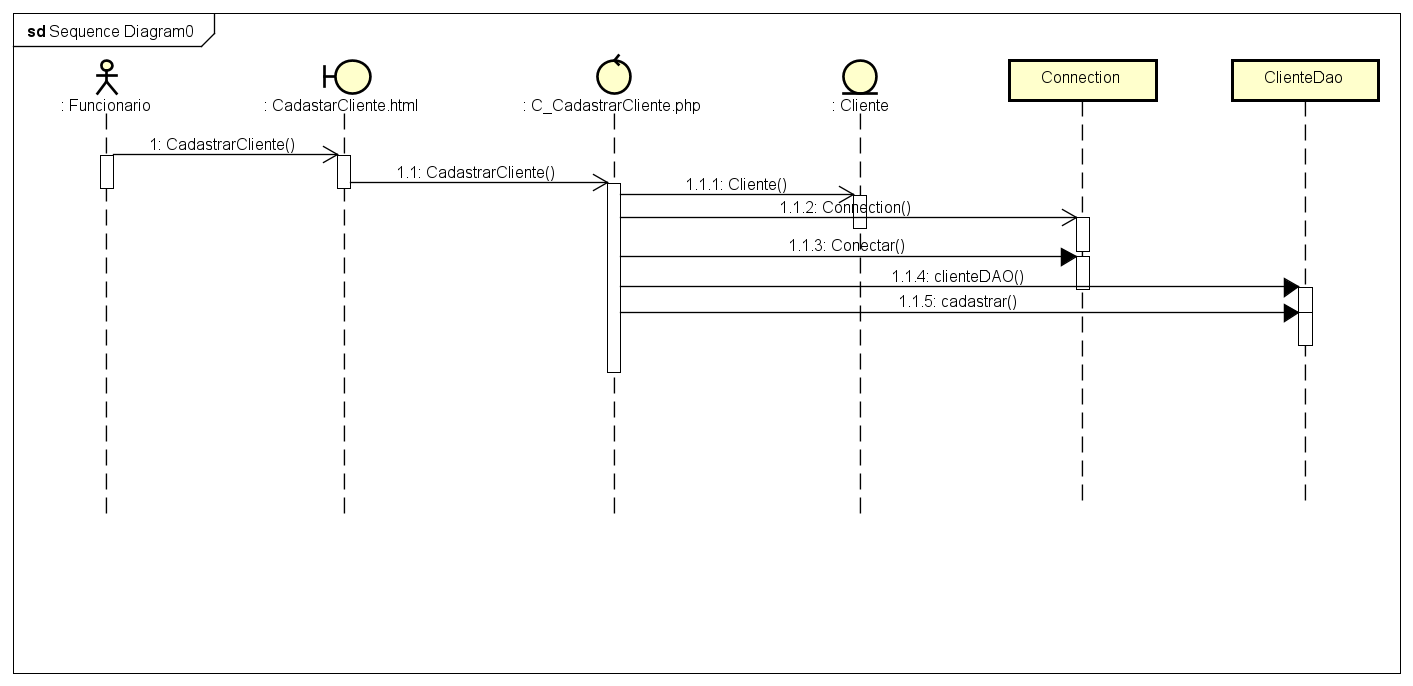 sd Sequence Diagram0
: Funcionario
: CadastarCliente.html
: C_CadastrarCliente.php
: Cliente
Connection
ClienteDao
1: CadastrarCliente()
1.1: CadastrarCliente()
1.1.1: Cliente()
1.1.2: Connection()
1.1.3: Conectar()
1.1.4: clienteDAO()
1.1.5: cadastrar()